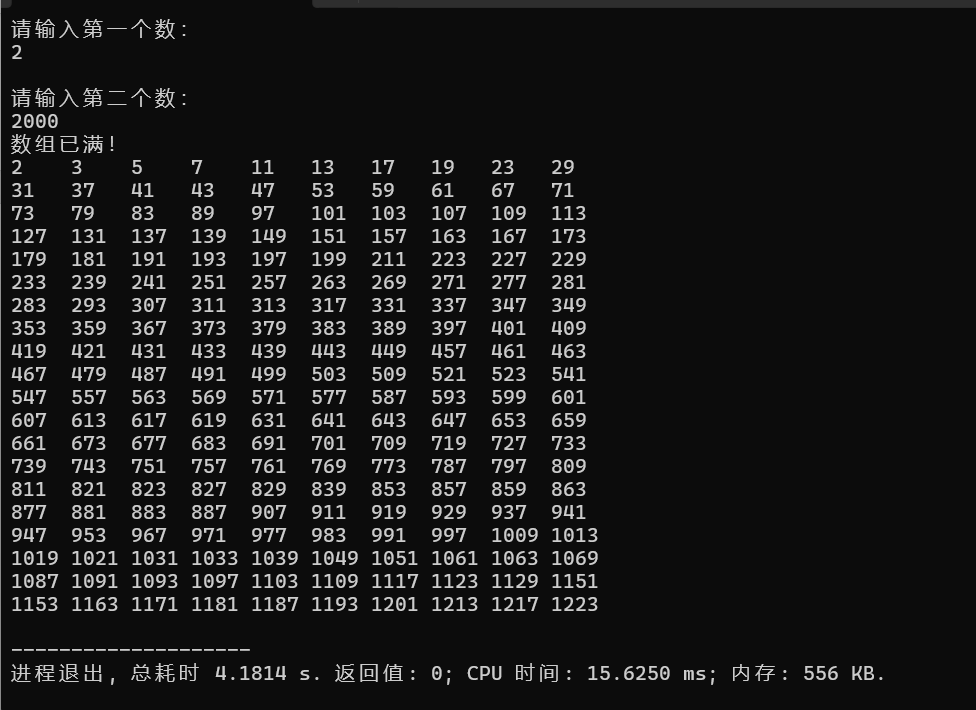 请输入第一个数:
2
请输入第二个数:
2000
数组已满!
2 3 5 7 11 13 17 19 23 29
31 37 41 43 47 53 59 61 67 71
73 79 83 89 97 101 103 107 109 113
127 131 137 139 149 151 157 163 167 173
179 181 191 193 197 199 211 223 227 229
233 239 241 251 257 263 269 271 277 281
283 293 307 311 313 317 331 337 347 349
353 359 367 373 379 383 389 397 401 409
419 421 431 433 439 443 449 457 461 463
467 479 487 491 499 503 509 521 523 541
547 557 563 569 571 577 587 593 599 601
607 613 617 619 631 641 643 647 653 659
661 673 677 683 691 701 709 719 727 733
739 743 751 757 761 769 773 787 797 809
811 821 823 827 829 839 853 857 859 863
877 881 883 887 907 911 919 929 937 941
947 953 967 971 977 983 991 997 1009 1013
1019 1021 1031 1033 1039 1049 1051 1061 1063 1069
1087 1091 1093 1097 1103 1109 1117 1123 1129 1151
1153 1163 1171 1181 1187 1193 1201 1213 1217 1223
--------------------
进程退出, 总耗时 4.1814 s. 返回值: 0; CPU 时间: 15.6250 ms; 内存: 556 KB.